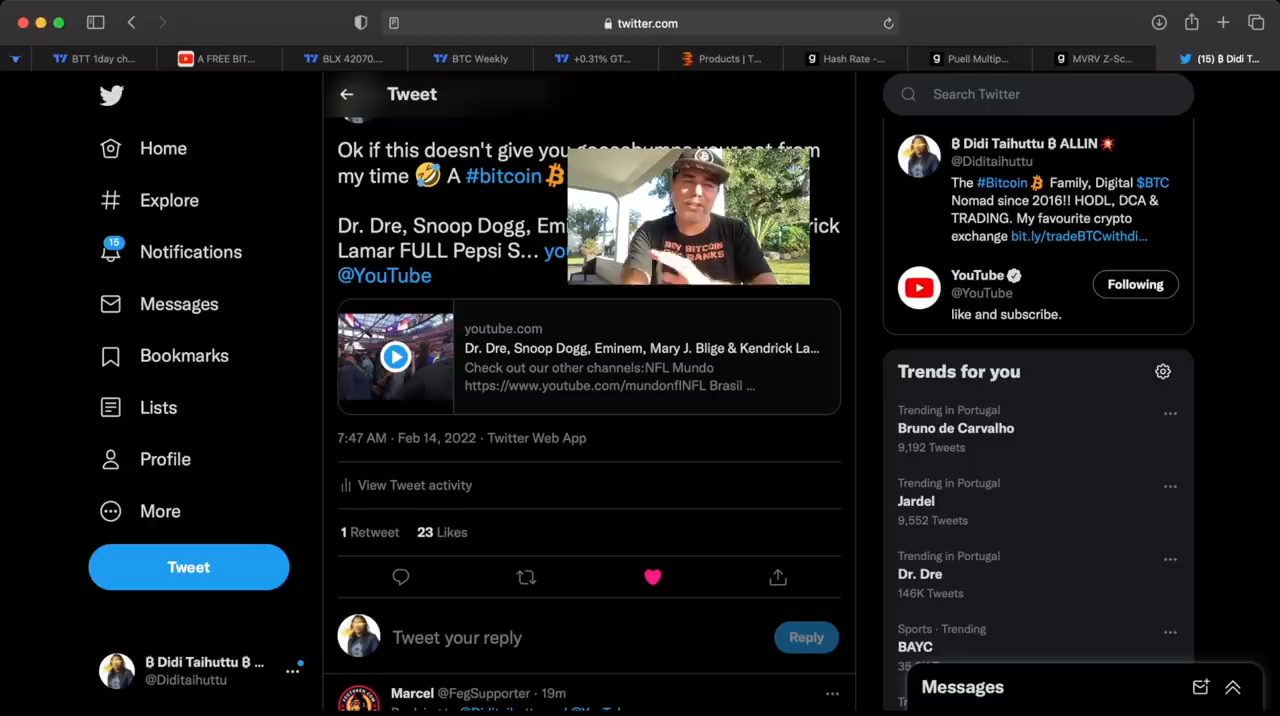 twitter.com
BTT 1day ch...
A FREE BIT...
BLX 42070....
BTC Weekly
+0.31% GT...
Products | T...
Hash Rate -...
Puell Multip...
MVRV Z-Sc...
(15) ₿ Didi T...
Home
Explore
15
Notifications
Messages
Bookmarks
Lists
Profile
More
Tweet
₿ Didi Taihuttu ₿ ...
@Diditaihuttu
Tweet
Ok if this doesn't give you
my time 🤣 A #bitcoin
Dr. Dre, Snoop Dogg,
Lamar FULL Pepsi S...
@YouTube
BUY BITCOIN
BANKS
youtube.com
Dr. Dre, Snoop Dogg, Eminem, Mary J. Blige & Kendrick La...
Check out our other channels:NFL Mundo
https://www.youtube.com/mundonflNFL Brasil ...
7:47 AM · Feb 14, 2022 · Twitter Web App
View Tweet activity
1 Retweet 23 Likes
Tweet your reply
Reply
Marcel @FegSupporter · 19m
Search Twitter
₿ Didi Taihuttu ₿ ALLIN💥
@Diditaihuttu
The #Bitcoin Family, Digital $BTC
Nomad since 2016!! HODL, DCA &
TRADING. My favourite crypto
exchange bit.ly/tradeBTCwithdi...
YouTube
@YouTube
Following
like and subscribe.
Trends for you
Trending in Portugal
Bruno de Carvalho
9,192 Tweets
Trending in Portugal
Jardel
9,552 Tweets
Trending in Portugal
Dr. Dre
146K Tweets
Sports · Trending
BAYC
Messages